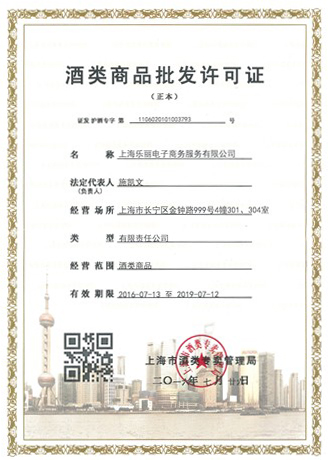 酒类商品批发许可证
（正本）
证发 沪酒专字 第 1106020101003793 号
名 称 上海乐丽电子商务服务有限公司
法定代表人 施凯文
（负责人）
经营场所 上海市长宁区金钟路999号4幢301，304室
类 型 有限责任公司
经营范围 酒类商品
有效期限 2016-07-13 至 2019-07-12
上海市酒类专卖管理局
二〇一六年七月 日